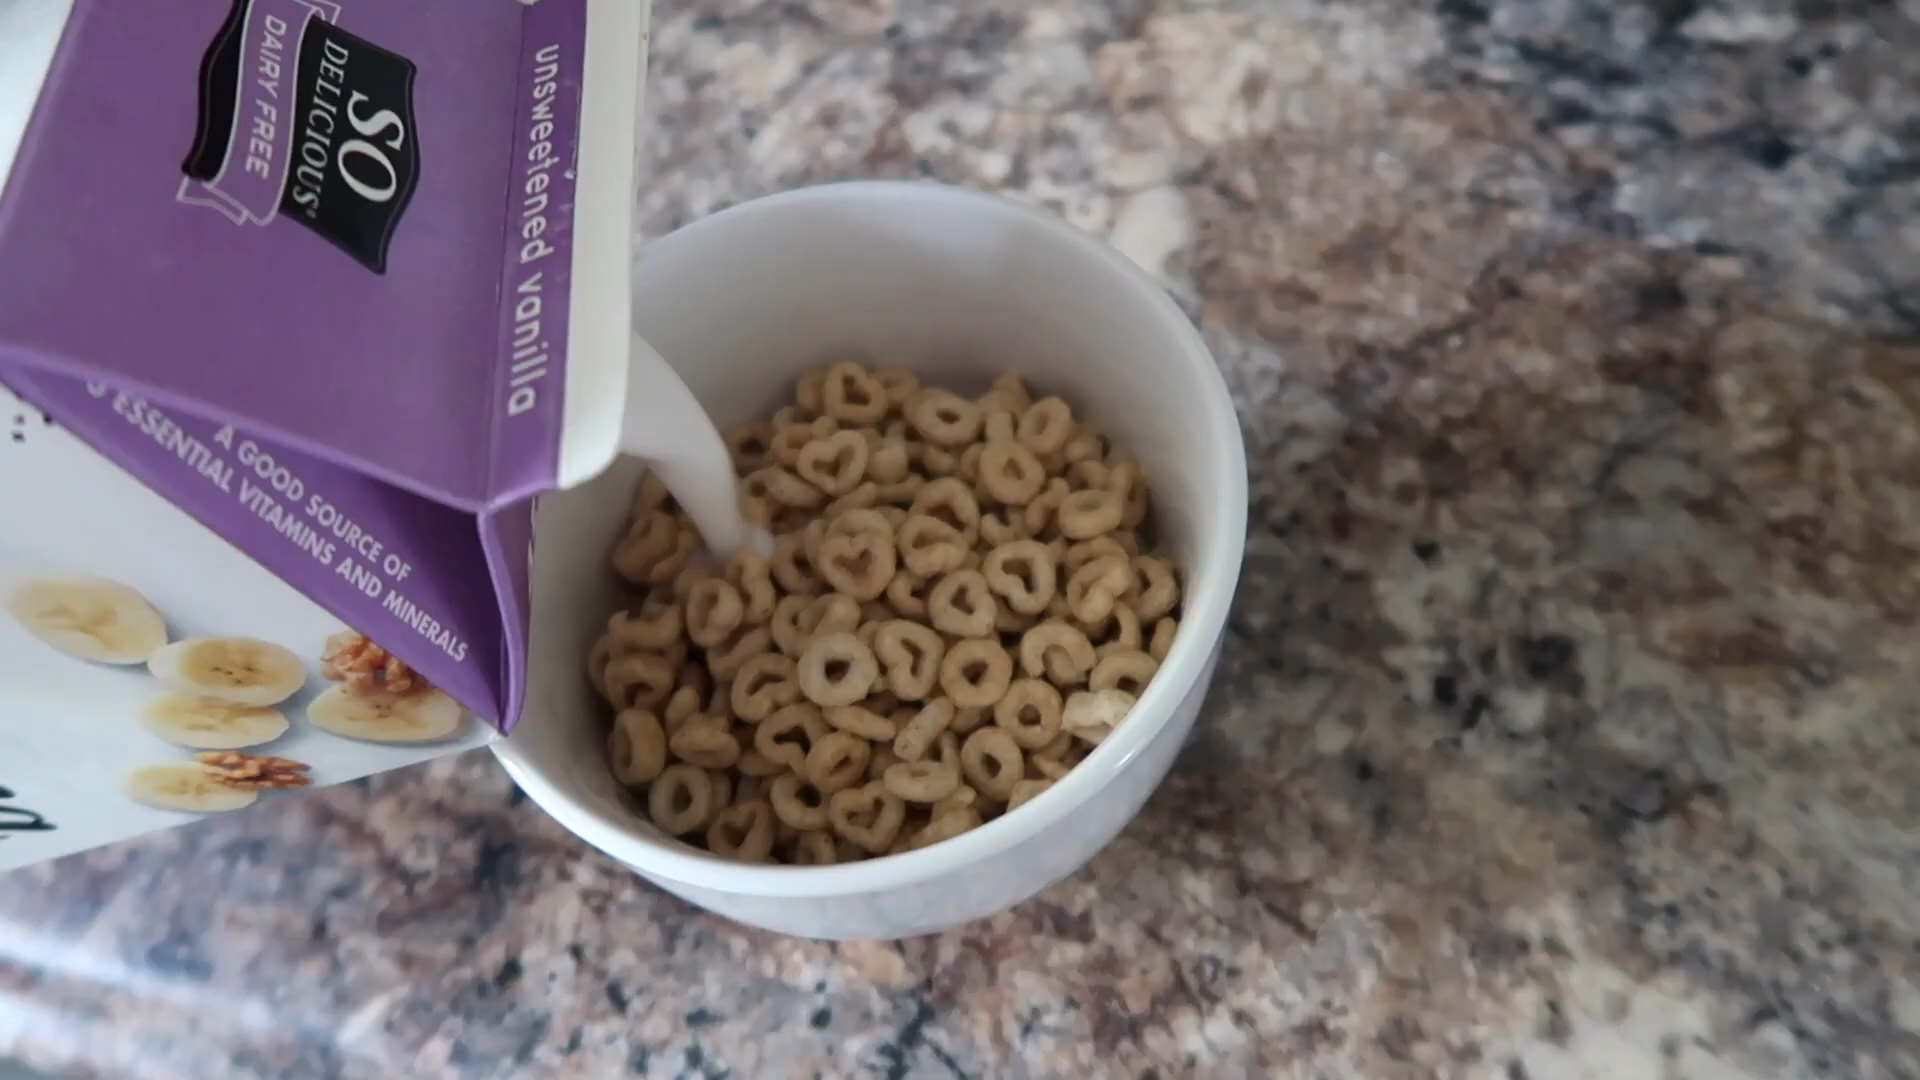 SO
DELICIOUS®
DAIRY FREE
unsweetened vanilla
A GOOD SOURCE OF
ESSENTIAL VITAMINS AND MINERALS